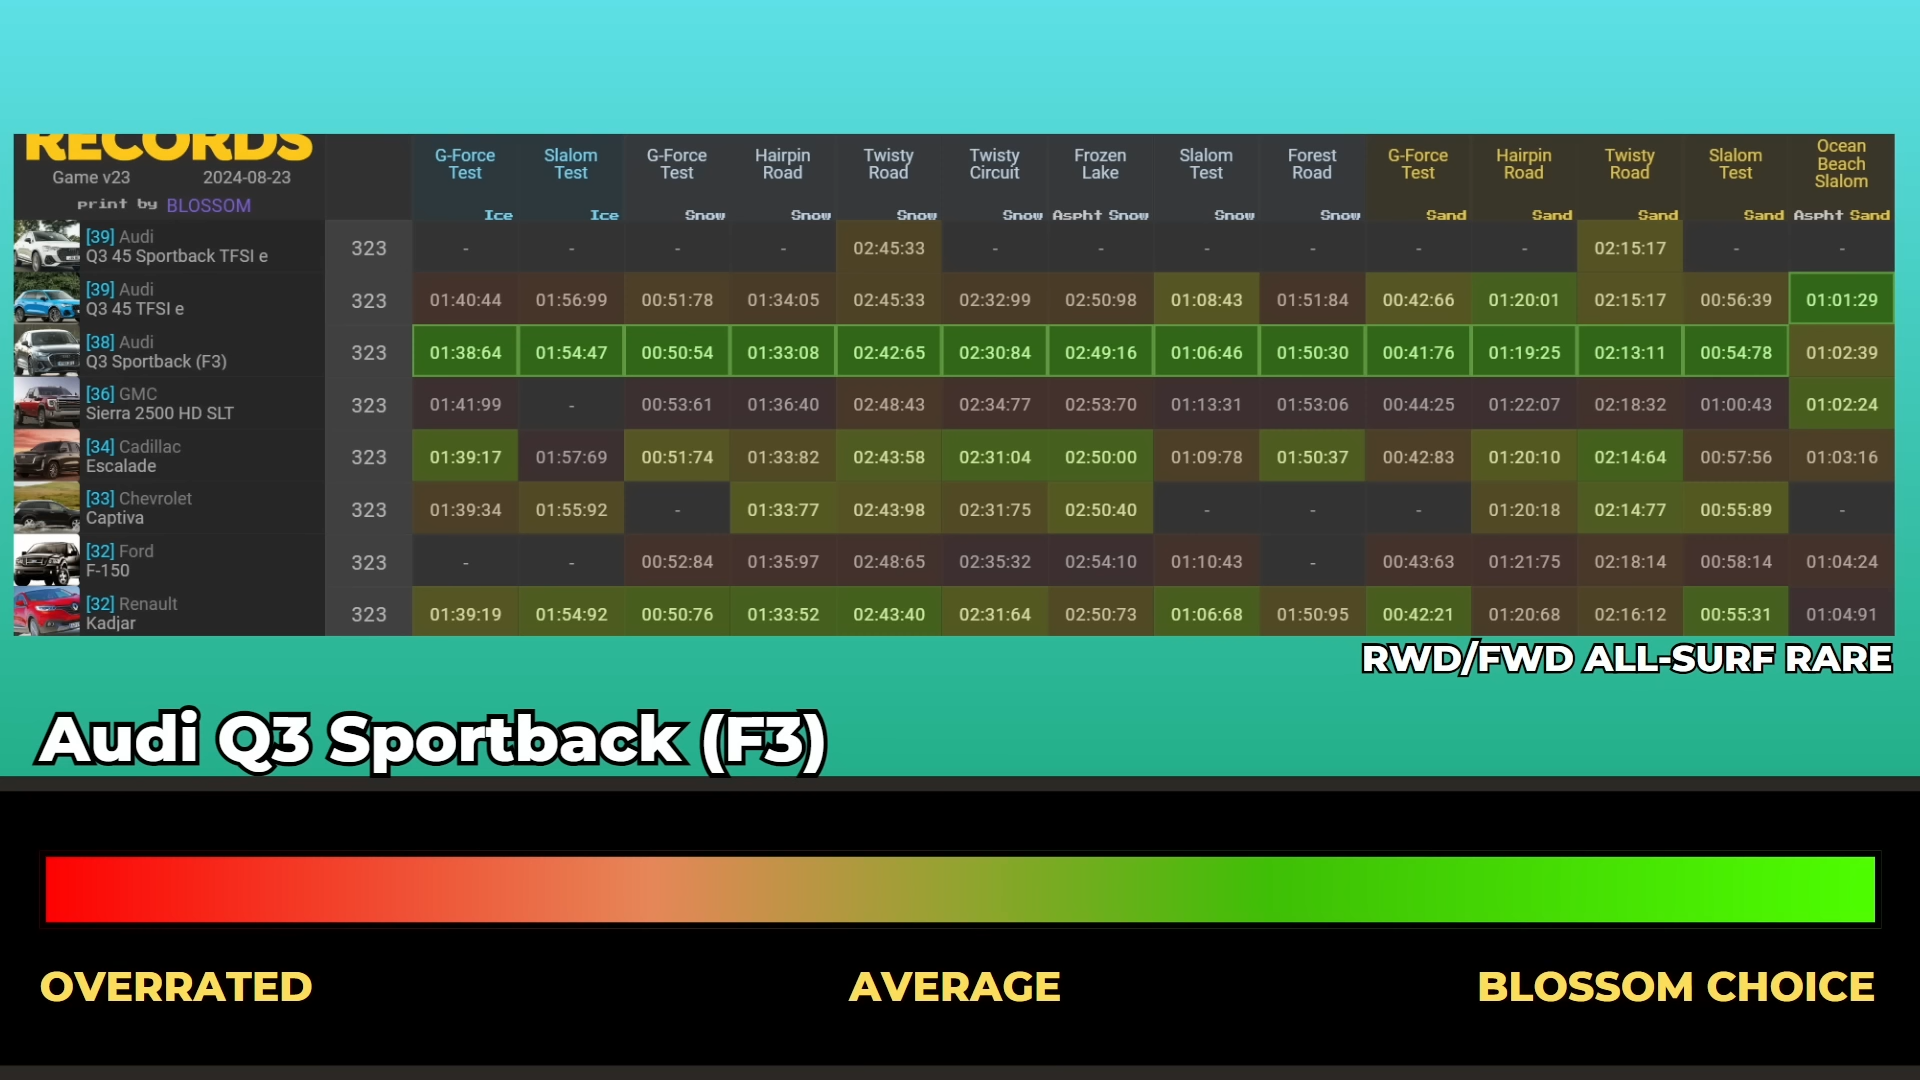 RECORDS
Game v23 2024-08-23
print by BLOSSOM
G-Force Test Ice
Slalom Test Ice
G-Force Test Snow
Hairpin Road Snow
Twisty Road Snow
Twisty Circuit Snow
Frozen Lake Aspht Snow
Slalom Test Snow
Forest Road Snow
G-Force Test Sand
Hairpin Road Sand
Twisty Road Sand
Slalom Test Sand
Ocean Beach Slalom Aspht Sand
[39] Audi
Q3 45 Sportback TFSI e
323 - - - - 02:45:33 - - - - - - 02:15:17 - -
[39] Audi
Q3 45 TFSI e
323 01:40:44 01:56:99 00:51:78 01:34:05 02:45:33 02:32:99 02:50:98 01:08:43 01:51:84 00:42:66 01:20:01 02:15:17 00:56:39 01:01:29
[38] Audi
Q3 Sportback (F3)
323 01:38:64 01:54:47 00:50:54 01:33:08 02:42:65 02:30:84 02:49:16 01:06:46 01:50:30 00:41:76 01:19:25 02:13:11 00:54:78 01:02:39
[36] GMC
Sierra 2500 HD SLT
323 01:41:99 - 00:53:61 01:36:40 02:48:43 02:34:77 02:53:70 01:13:31 01:53:06 00:44:25 01:22:07 02:18:32 01:00:43 01:02:24
[34] Cadillac
Escalade
323 01:39:17 01:57:69 00:51:74 01:33:82 02:43:58 02:31:04 02:50:00 01:09:78 01:50:37 00:42:83 01:20:10 02:14:64 00:57:56 01:03:16
[33] Chevrolet
Captiva
323 01:39:34 01:55:92 - 01:33:77 02:43:98 02:31:75 02:50:40 - - - 01:20:18 02:14:77 00:55:89 -
[32] Ford
F-150
323 - - 00:52:84 01:35:97 02:48:65 02:35:32 02:54:10 01:10:43 - 00:43:63 01:21:75 02:18:14 00:58:14 01:04:24
[32] Renault
Kadjar
323 01:39:19 01:54:92 00:50:76 01:33:52 02:43:40 02:31:64 02:50:73 01:06:68 01:50:95 00:42:21 01:20:68 02:16:12 00:55:31 01:04:91
RWD/FWD ALL-SURF RARE
Audi Q3 Sportback (F3)
OVERRATED
AVERAGE
BLOSSOM CHOICE